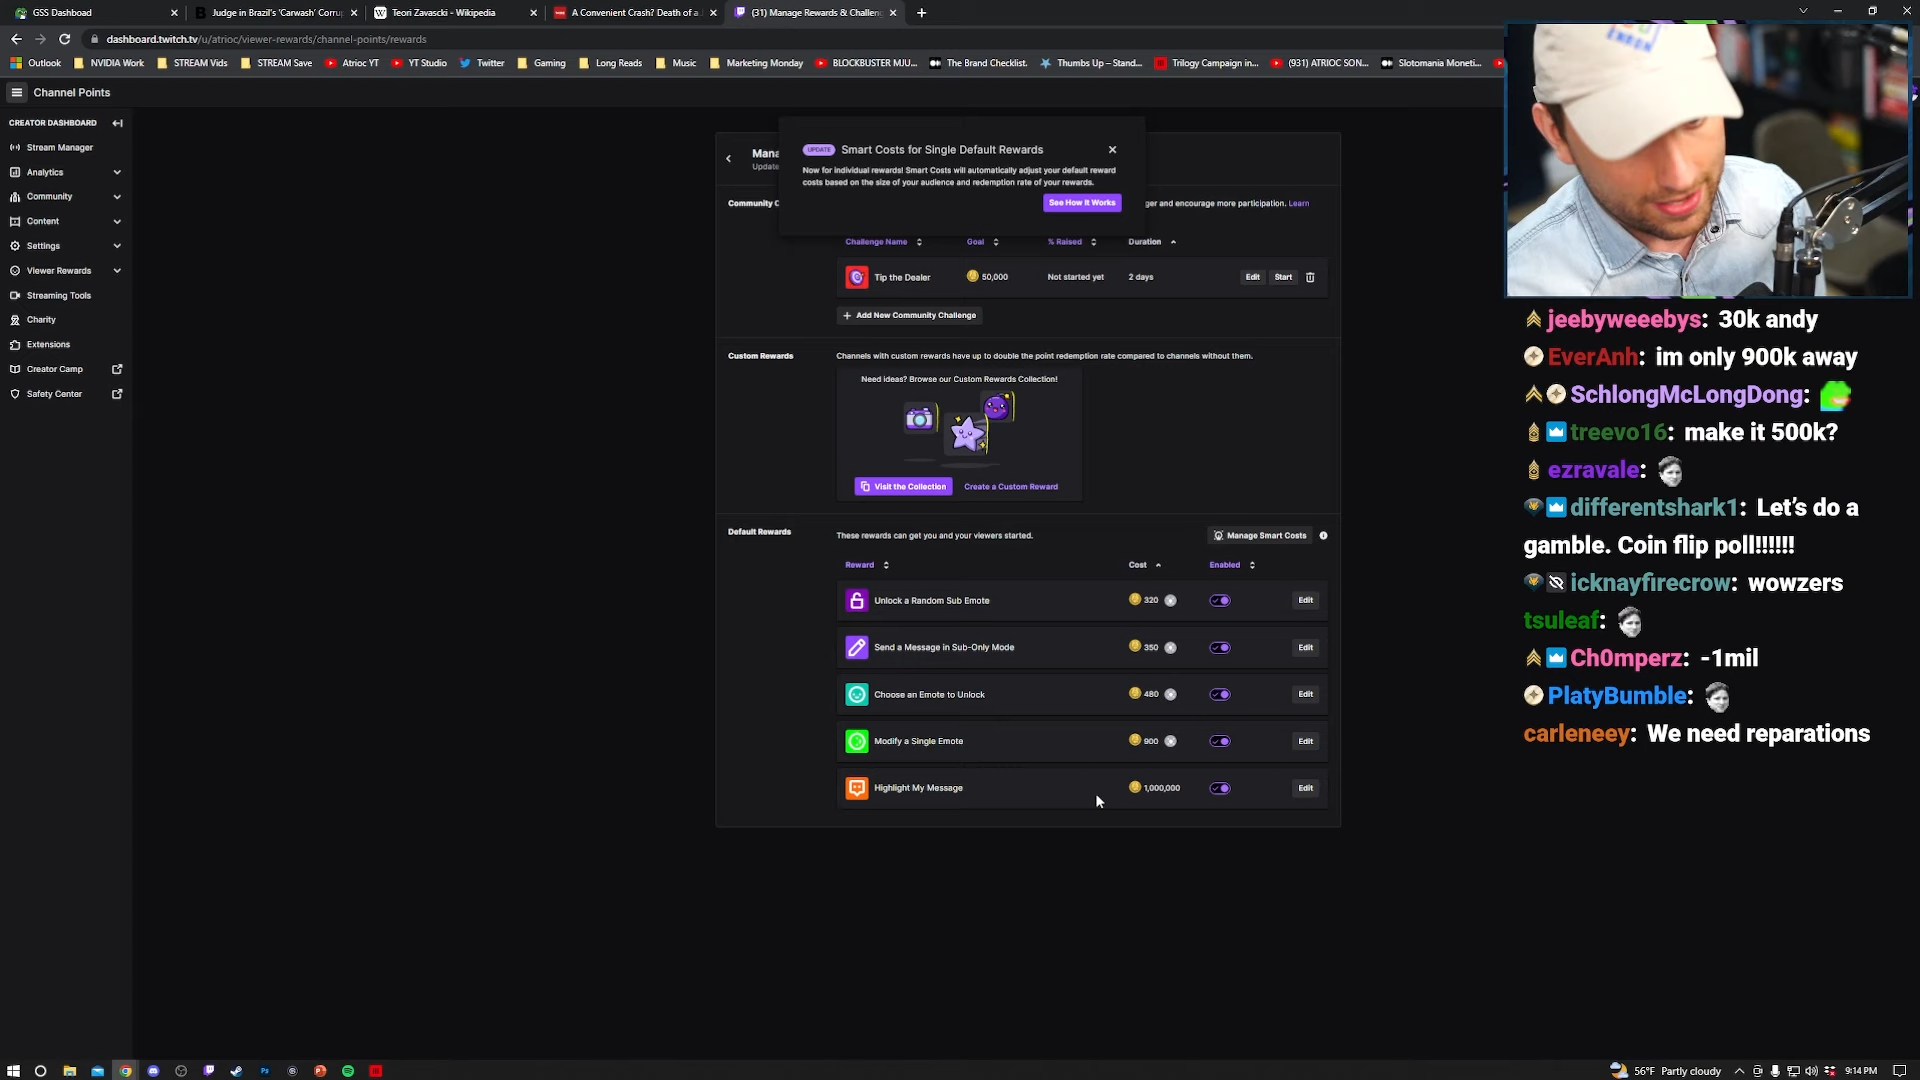 GSS Dashboard
Judge in Brazil's 'Carwash' Corrup
Teori Zavascki - Wikipedia
A Convenient Crash? Death of a
(31) Manage Rewards & Challen
dashboard.twitch.tv/u/atrioc/viewer-rewards/channel-points/rewards
Outlook
NVIDIA Work
STREAM Vids
STREAM Save
Atrioc YT
YT Studio
Twitter
Gaming
Long Reads
Music
Marketing Monday
BLOCKBUSTER MJU...
The Brand Checklist.
Thumbs Up – Stand...
Trilogy Campaign in...
(931) ATRIOC SON...
Slotomania Moneti...
Channel Points
CREATOR DASHBOARD
Stream Manager
Analytics
Community
Content
Settings
Viewer Rewards
Streaming Tools
Charity
Extensions
Creator Camp
Safety Center
Mana
Update
UPDATE Smart Costs for Single Default Rewards
Now for individual rewards! Smart Costs will automatically adjust your default reward
costs based on the size of your audience and redemption rate of your rewards.
See How It Works
Community C
ger and encourage more participation. Learn
Challenge Name Goal % Raised Duration
Tip the Dealer 50,000 Not started yet 2 days Edit Start
+ Add New Community Challenge
Custom Rewards
Channels with custom rewards have up to double the point redemption rate compared to channels without them.
Need ideas? Browse our Custom Rewards Collection!
Visit the Collection Create a Custom Reward
Default Rewards
These rewards can get you and your viewers started.
Manage Smart Costs
Reward Cost Enabled
Unlock a Random Sub Emote 320 Edit
Send a Message in Sub-Only Mode 350 Edit
Choose an Emote to Unlock 480 Edit
Modify a Single Emote 900 Edit
Highlight My Message 1,000,000 Edit
jeebyweeebys: 30k andy
EverAnh: im only 900k away
SchlongMcLongDong:
treevo16: make it 500k?
ezravale:
differentshark1: Let's do a
gamble. Coin flip poll!!!!!!
icknayfirecrow: wowzers
tsuleaf:
Ch0mperz: -1mil
PlatyBumble:
carleneey: We need reparations
56°F Partly cloudy
9:14 PM